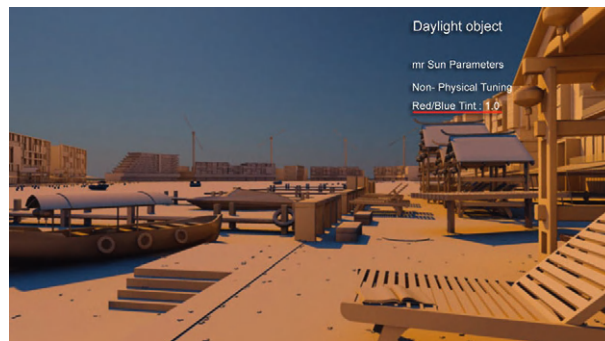 Daylight object
mr Sun Parameters
Non- Physical Tuning
Red/Blue Tint : 1.0